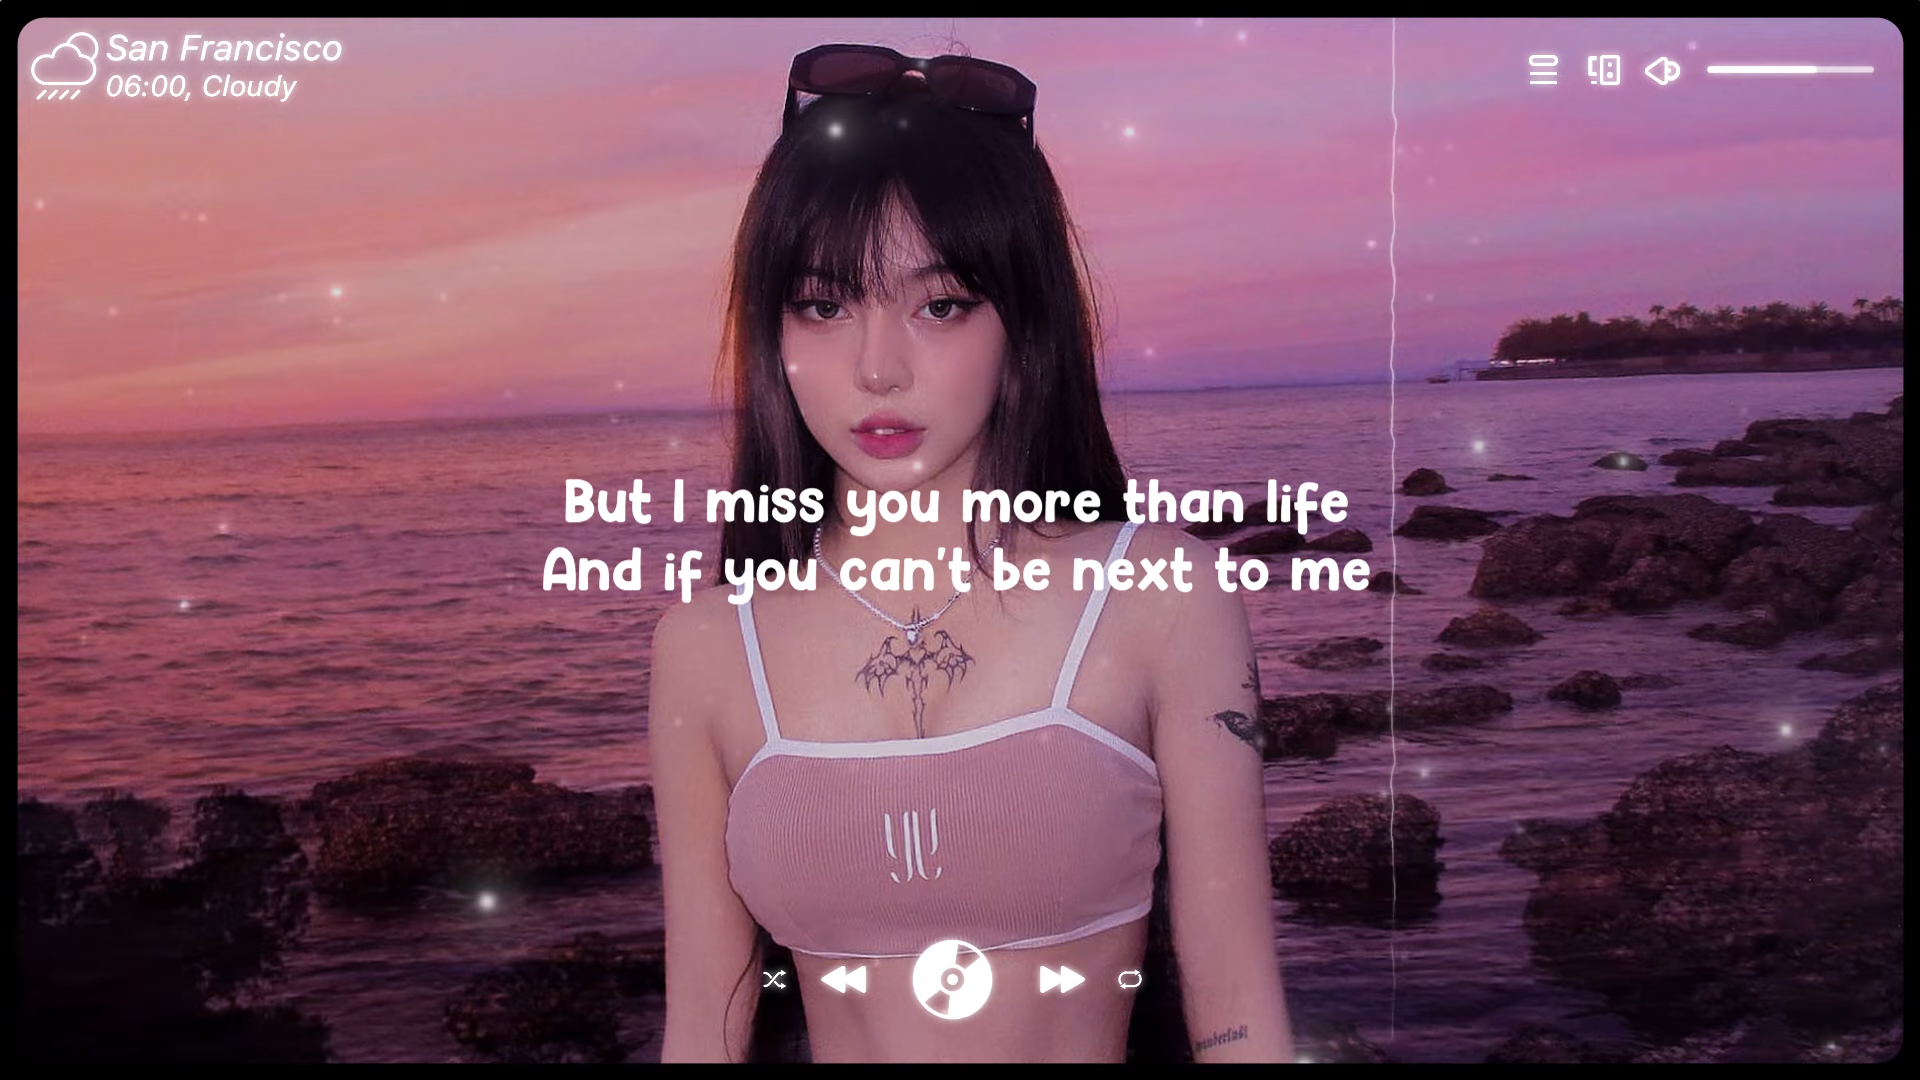 San Francisco
06:00, Cloudy
But I miss you more than life
And if you can't be next to me
wanderlust